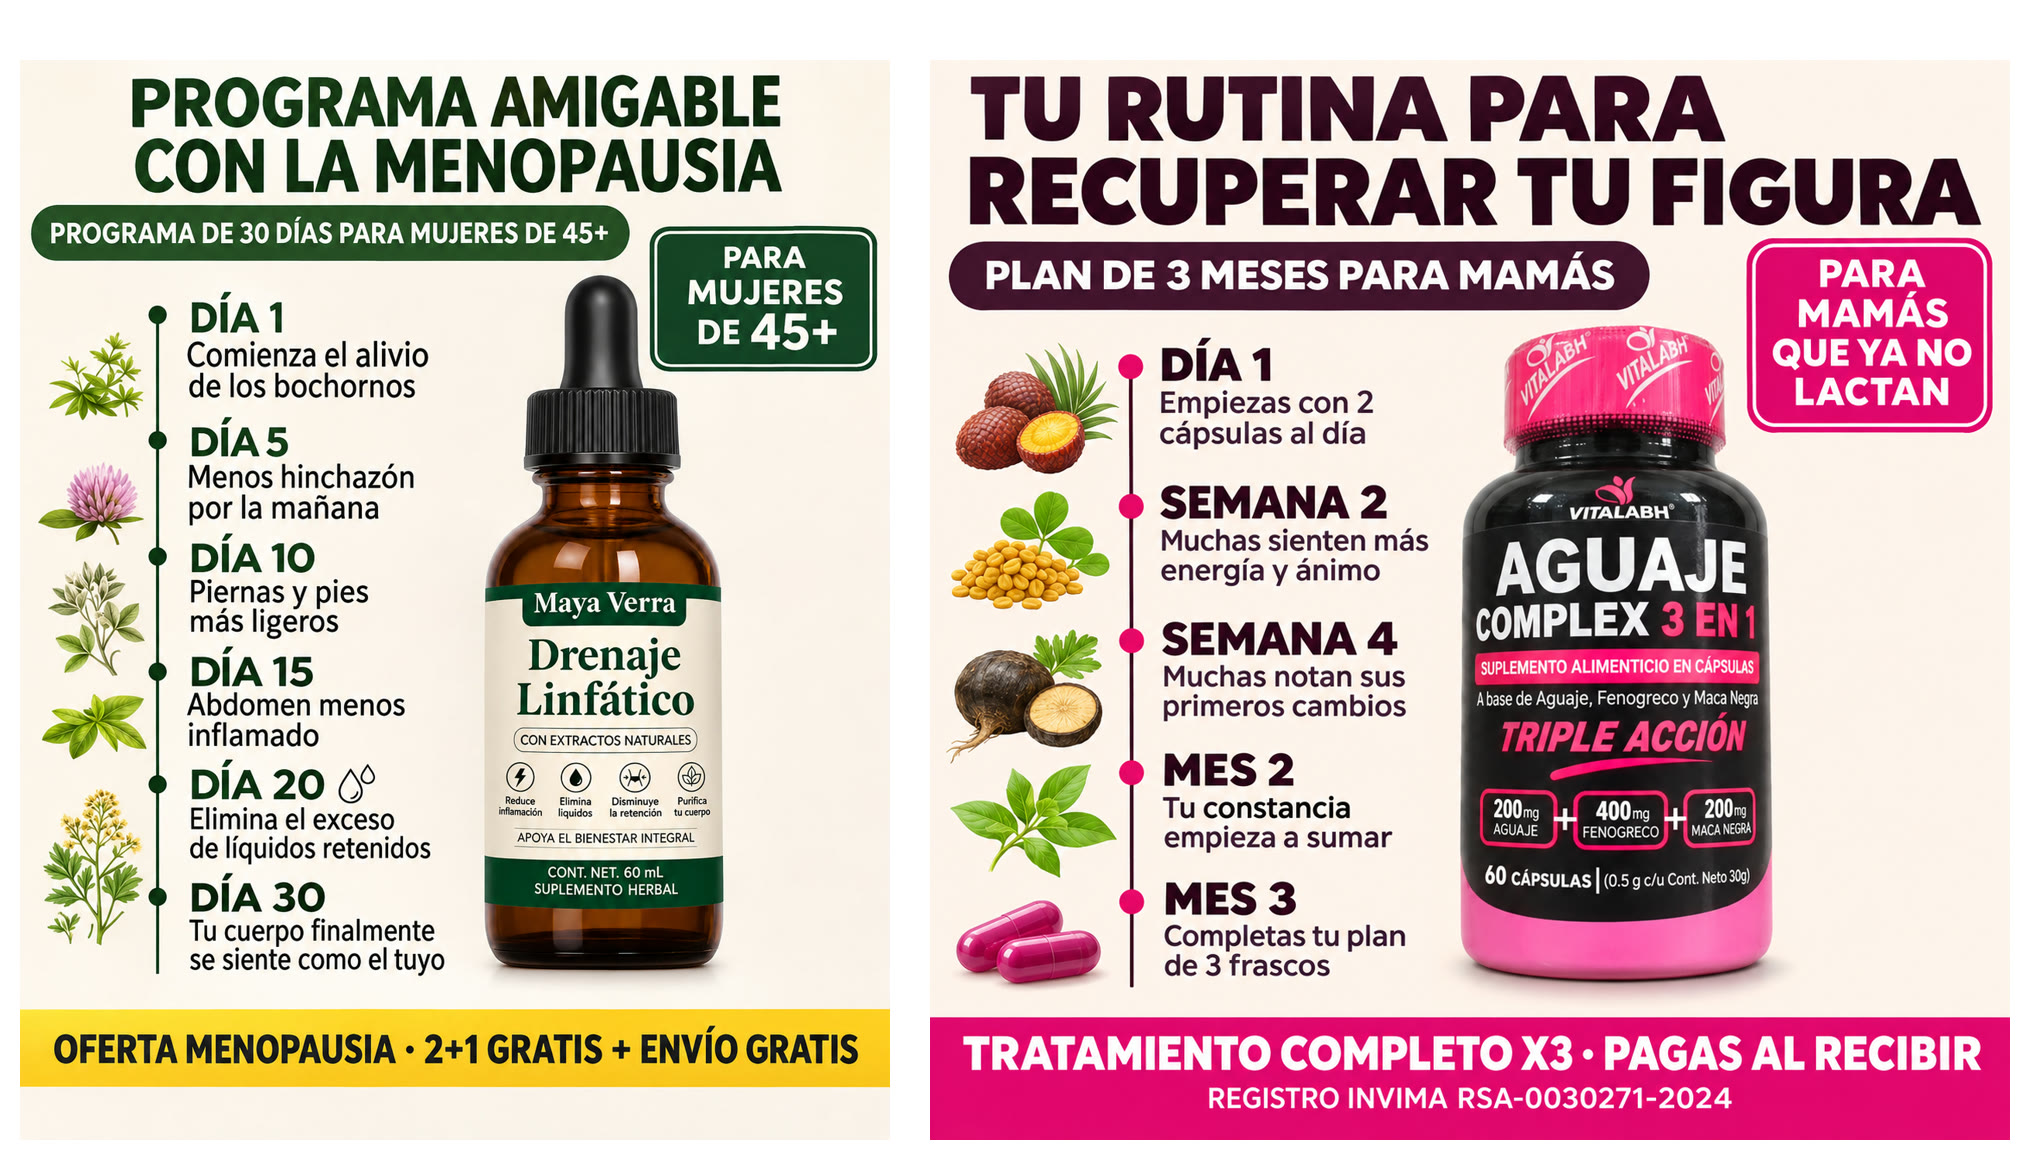 PROGRAMA AMIGABLE
CON LA MENOPAUSIA
PROGRAMA DE 30 DÍAS PARA MUJERES DE 45+
PARA
MUJERES
DE 45+
DÍA 1
Comienza el alivio
de los bochornos
DÍA 5
Menos hinchazón
por la mañana
DÍA 10
Piernas y pies
más ligeros
DÍA 15
Abdomen menos
inflamado
DÍA 20
Elimina el exceso
de líquidos retenidos
DÍA 30
Tu cuerpo finalmente
se siente como el tuyo
Maya Verra
Drenaje
Linfático
CON EXTRACTOS NATURALES
Reduce
inflamación
Elimina
líquidos
Disminuye
la retención
Purifica
tu cuerpo
APOYA EL BIENESTAR INTEGRAL
CONT. NET. 60 mL
SUPLEMENTO HERBAL
OFERTA MENOPAUSIA · 2+1 GRATIS + ENVÍO GRATIS
TU RUTINA PARA
RECUPERAR TU FIGURA
PLAN DE 3 MESES PARA MAMÁS
PARA
MAMÁS
QUE YA NO
LACTAN
DÍA 1
Empiezas con 2
cápsulas al día
SEMANA 2
Muchas sienten más
energía y ánimo
SEMANA 4
Muchas notan sus
primeros cambios
MES 2
Tu constancia
empieza a sumar
MES 3
Completas tu plan
de 3 frascos
VITALABH
VITALABH
VITALABH
VITALABH®
AGUAJE
COMPLEX 3 EN 1
SUPLEMENTO ALIMENTICIO EN CÁPSULAS
A base de Aguaje, Fenogreco y Maca Negra
TRIPLE ACCIÓN
200mg
AGUAJE
+
400mg
FENOGRECO
+
200mg
MACA NEGRA
60 CÁPSULAS | (0.5 g c/u Cont. Neto 30g)
TRATAMIENTO COMPLETO X3 · PAGAS AL RECIBIR
REGISTRO INVIMA RSA-0030271-2024